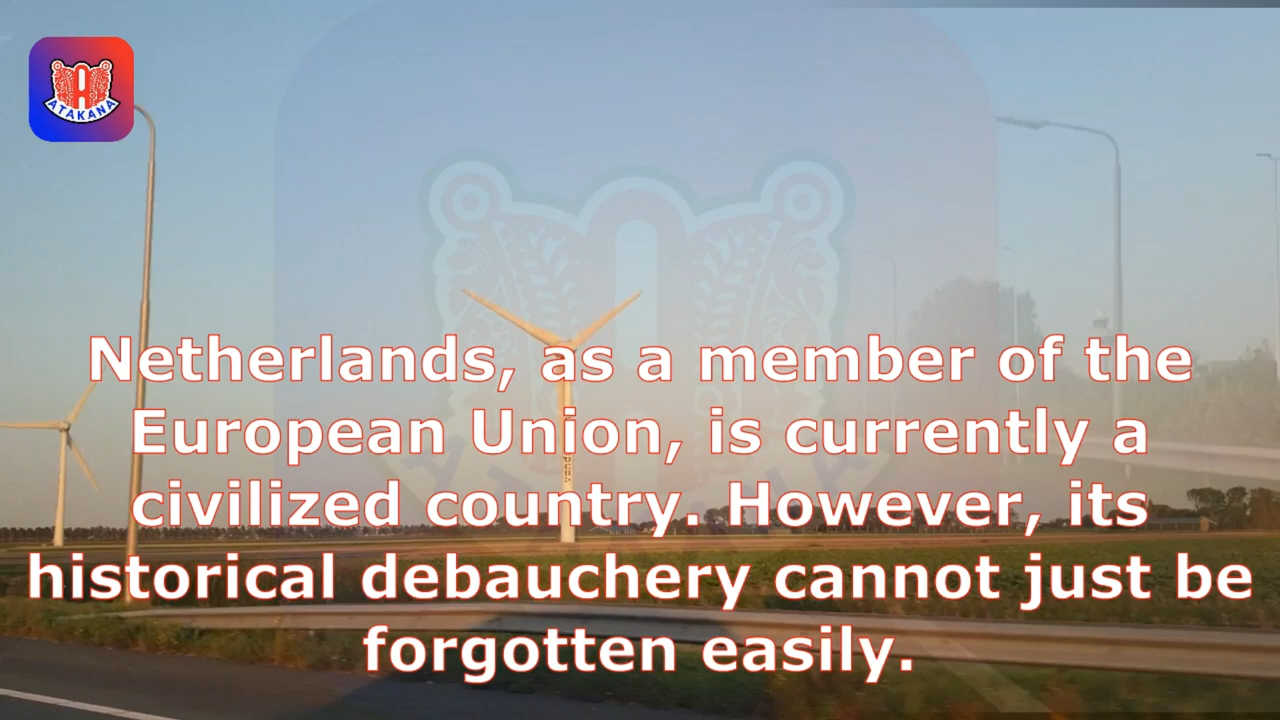 ATAKANA
Netherlands, as a member of the
European Union, is currently a
civilized country. However, its
historical debauchery cannot just be
forgotten easily.